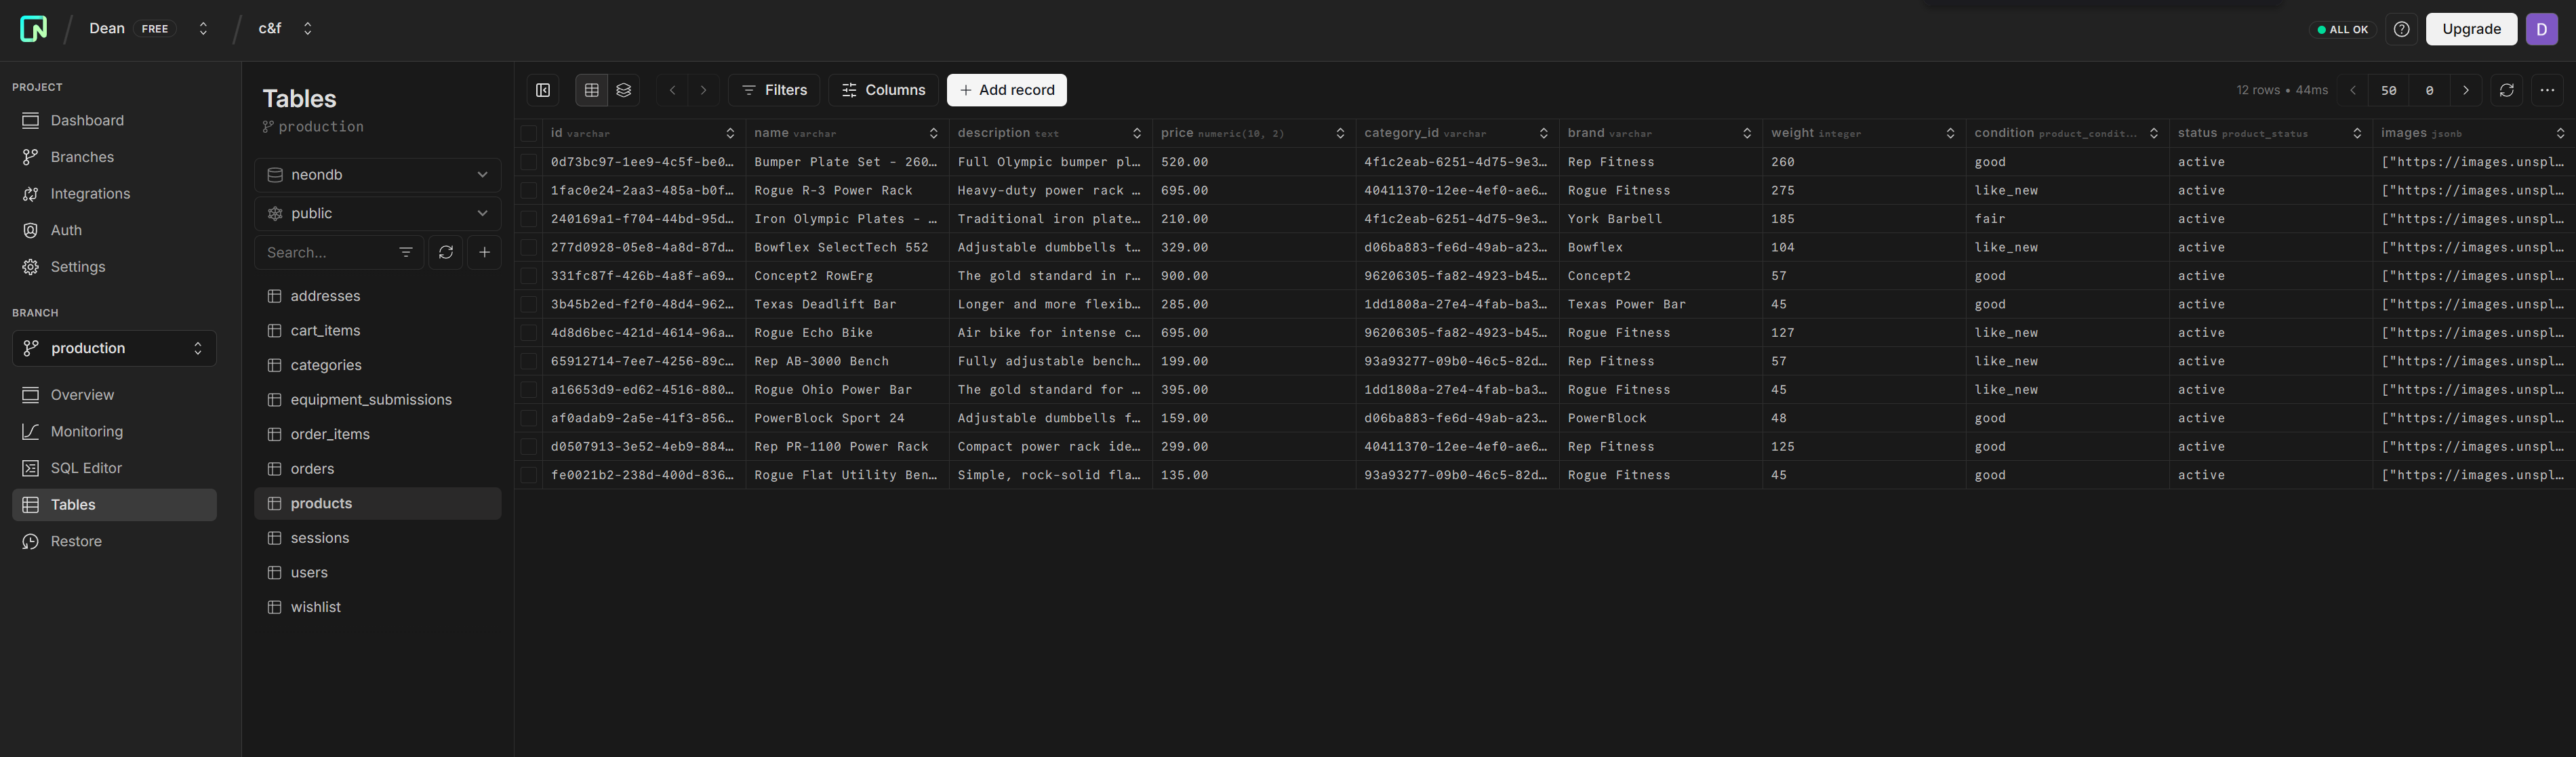 Dean FREE c&f ALL OK Upgrade D
PROJECT
Dashboard
Branches
Integrations
Auth
Settings
BRANCH
production
Overview
Monitoring
SQL Editor
Tables
Restore
Tables
production
neondb
public
Search...
addresses
cart_items
categories
equipment_submissions
order_items
orders
products
sessions
users
wishlist
Filters Columns Add record 12 rows • 44ms 50 0
id varchar name varchar description text price numeric(10, 2) category_id varchar brand varchar weight integer condition product_condit... status product_status images jsonb
0d73bc97-1ee9-4c5f-be0… Bumper Plate Set - 260… Full Olympic bumper pl… 520.00 4f1c2eab-6251-4d75-9e3… Rep Fitness 260 good active ["https://images.unspl…
1fac0e24-2aa3-485a-b0f… Rogue R-3 Power Rack Heavy-duty power rack … 695.00 40411370-12ee-4ef0-ae6… Rogue Fitness 275 like_new active ["https://images.unspl…
240169a1-f704-44bd-95d… Iron Olympic Plates - … Traditional iron plate… 210.00 4f1c2eab-6251-4d75-9e3… York Barbell 185 fair active ["https://images.unspl…
277d0928-05e8-4a8d-87d… Bowflex SelectTech 552 Adjustable dumbbells t… 329.00 d06ba883-fe6d-49ab-a23… Bowflex 104 like_new active ["https://images.unspl…
331fc87f-426b-4a8f-a69… Concept2 RowErg The gold standard in r… 900.00 96206305-fa82-4923-b45… Concept2 57 good active ["https://images.unspl…
3b45b2ed-f2f0-48d4-962… Texas Deadlift Bar Longer and more flexib… 285.00 1dd1808a-27e4-4fab-ba3… Texas Power Bar 45 good active ["https://images.unspl…
4d8d6bec-421d-4614-96a… Rogue Echo Bike Air bike for intense c… 695.00 96206305-fa82-4923-b45… Rogue Fitness 127 like_new active ["https://images.unspl…
65912714-7ee7-4256-89c… Rep AB-3000 Bench Fully adjustable bench… 199.00 93a93277-09b0-46c5-82d… Rep Fitness 57 like_new active ["https://images.unspl…
a16653d9-ed62-4516-880… Rogue Ohio Power Bar The gold standard for … 395.00 1dd1808a-27e4-4fab-ba3… Rogue Fitness 45 like_new active ["https://images.unspl…
af0adab9-2a5e-41f3-856… PowerBlock Sport 24 Adjustable dumbbells f… 159.00 d06ba883-fe6d-49ab-a23… PowerBlock 48 good active ["https://images.unspl…
d0507913-3e52-4eb9-884… Rep PR-1100 Power Rack Compact power rack ide… 299.00 40411370-12ee-4ef0-ae6… Rep Fitness 125 good active ["https://images.unspl…
fe0021b2-238d-400d-836… Rogue Flat Utility Ben… Simple, rock-solid fla… 135.00 93a93277-09b0-46c5-82d… Rogue Fitness 45 good active ["https://images.unspl…